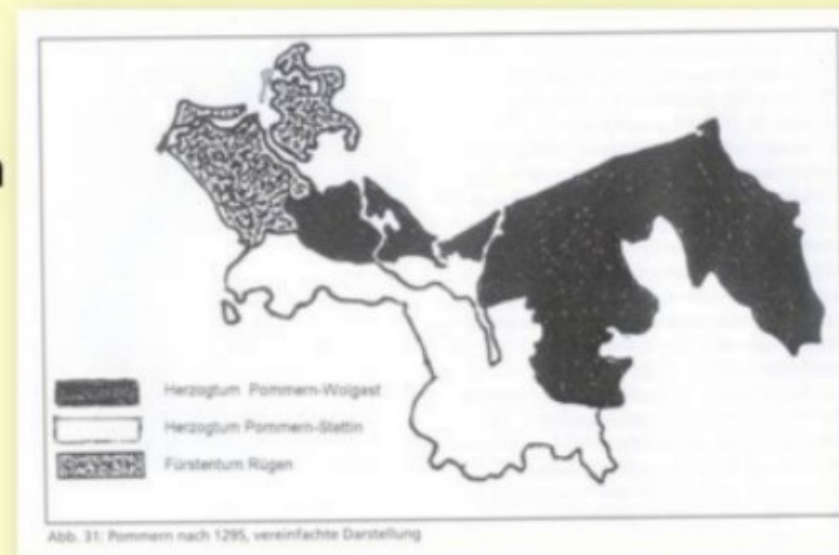 Herzogtum Pommern-Wolgast
Herzogtum Pommern-Stettin
Fürstentum Rügen
Abb. 31: Pommern nach 1295, vereinfachte Darstellung